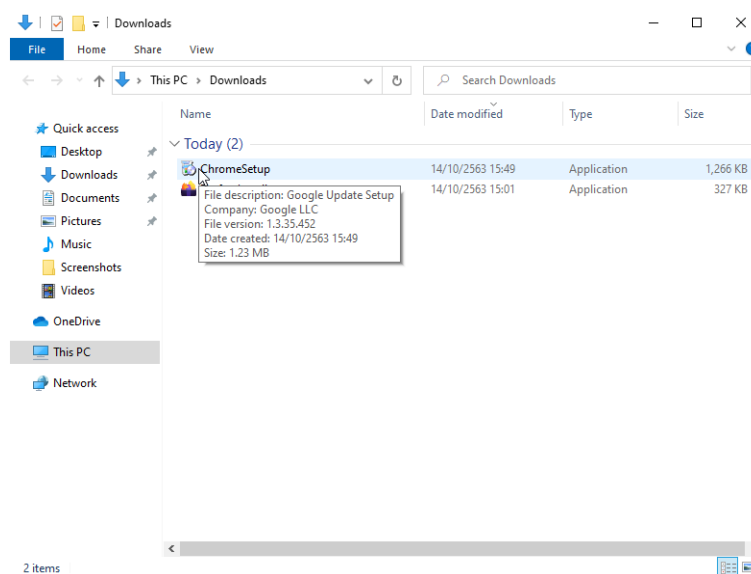 Downloads
File Home Share View
This PC > Downloads
Search Downloads
Name Date modified Type Size
Quick access
Desktop
Downloads
Documents
Pictures
Music
Screenshots
Videos
OneDrive
This PC
Network
Today (2)
ChromeSetup 14/10/2563 15:49 Application 1,266 KB
14/10/2563 15:01 Application 327 KB
File description: Google Update Setup
Company: Google LLC
File version: 1.3.35.452
Date created: 14/10/2563 15:49
Size: 1.23 MB
2 items